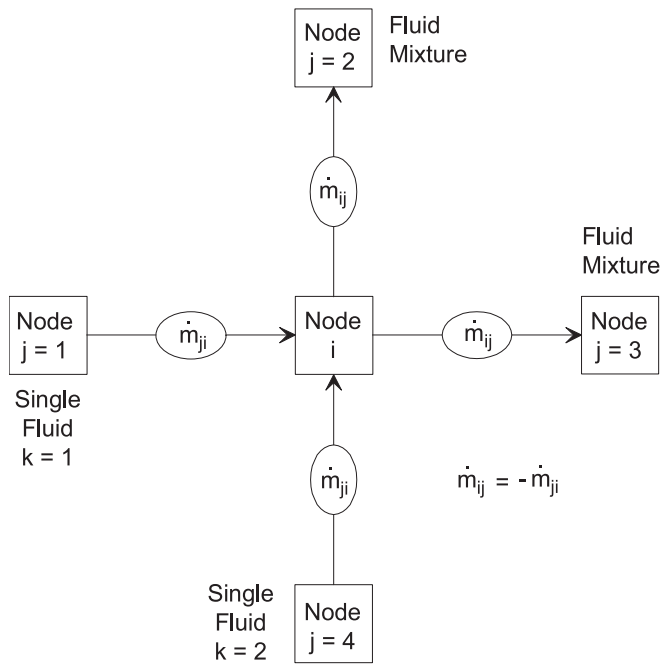 Node
j = 2
Fluid
Mixture
ṁij
Fluid
Mixture
Node
j = 1
ṁji
Node
i
ṁij
Node
j = 3
Single
Fluid
k = 1
ṁji
ṁij = - ṁji
Single
Fluid
k = 2
Node
j = 4